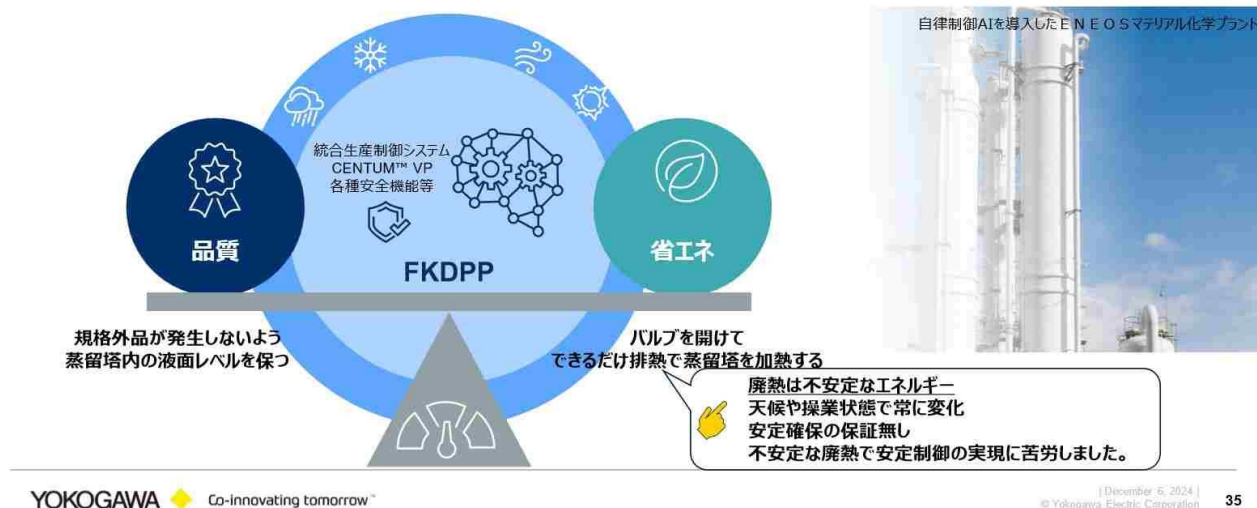 自律制御AIを導入したENEOSマテリアル化学プラント
統合生産制御システム
CENTUM™ VP
各種安全機能等
品質
省エネ
FKDPP
規格外品が発生しないよう
蒸留塔内の液面レベルを保つ
バルブを開けて
できるだけ排熱で蒸留塔を加熱する
廃熱は不安定なエネルギー
天候や操業状態で常に変化
安定確保の保証無し
不安定な廃熱で安定制御の実現に苦労しました。
YOKOGAWA Co-innovating tomorrow™
| December 6, 2024 |
© Yokogawa Electric Corporation
35